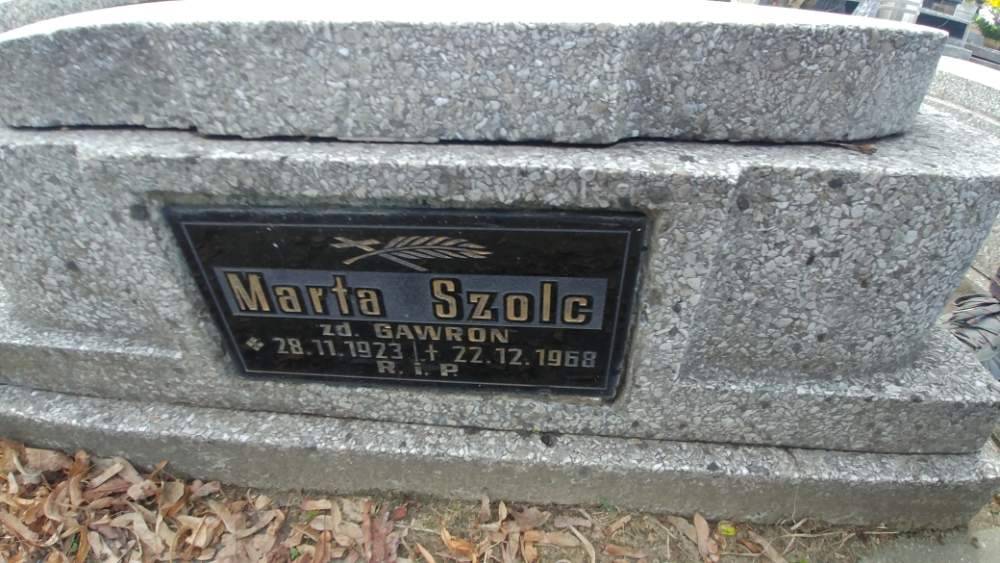 Marta Szolc
zd. GAWRON
* 28.11.1923 † 22.12.1968
R. i P.